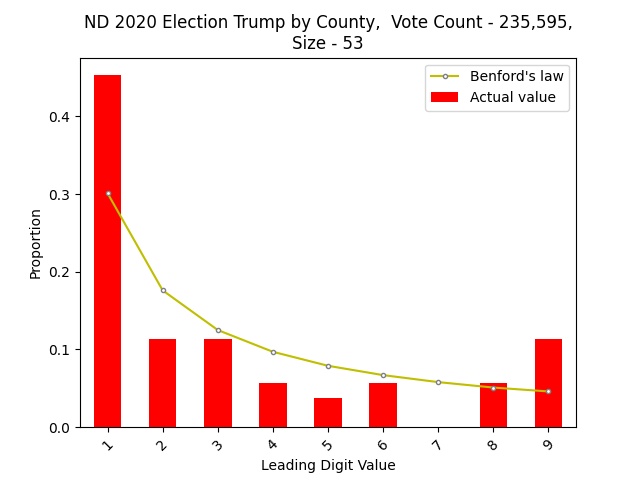 ND 2020 Election Trump by County,  Vote Count - 235,595,
Size - 53
Benford's law
Actual value
Proportion
0.4
0.3
0.2
0.1
0.0
1 2 3 4 5 6 7 8 9
Leading Digit Value